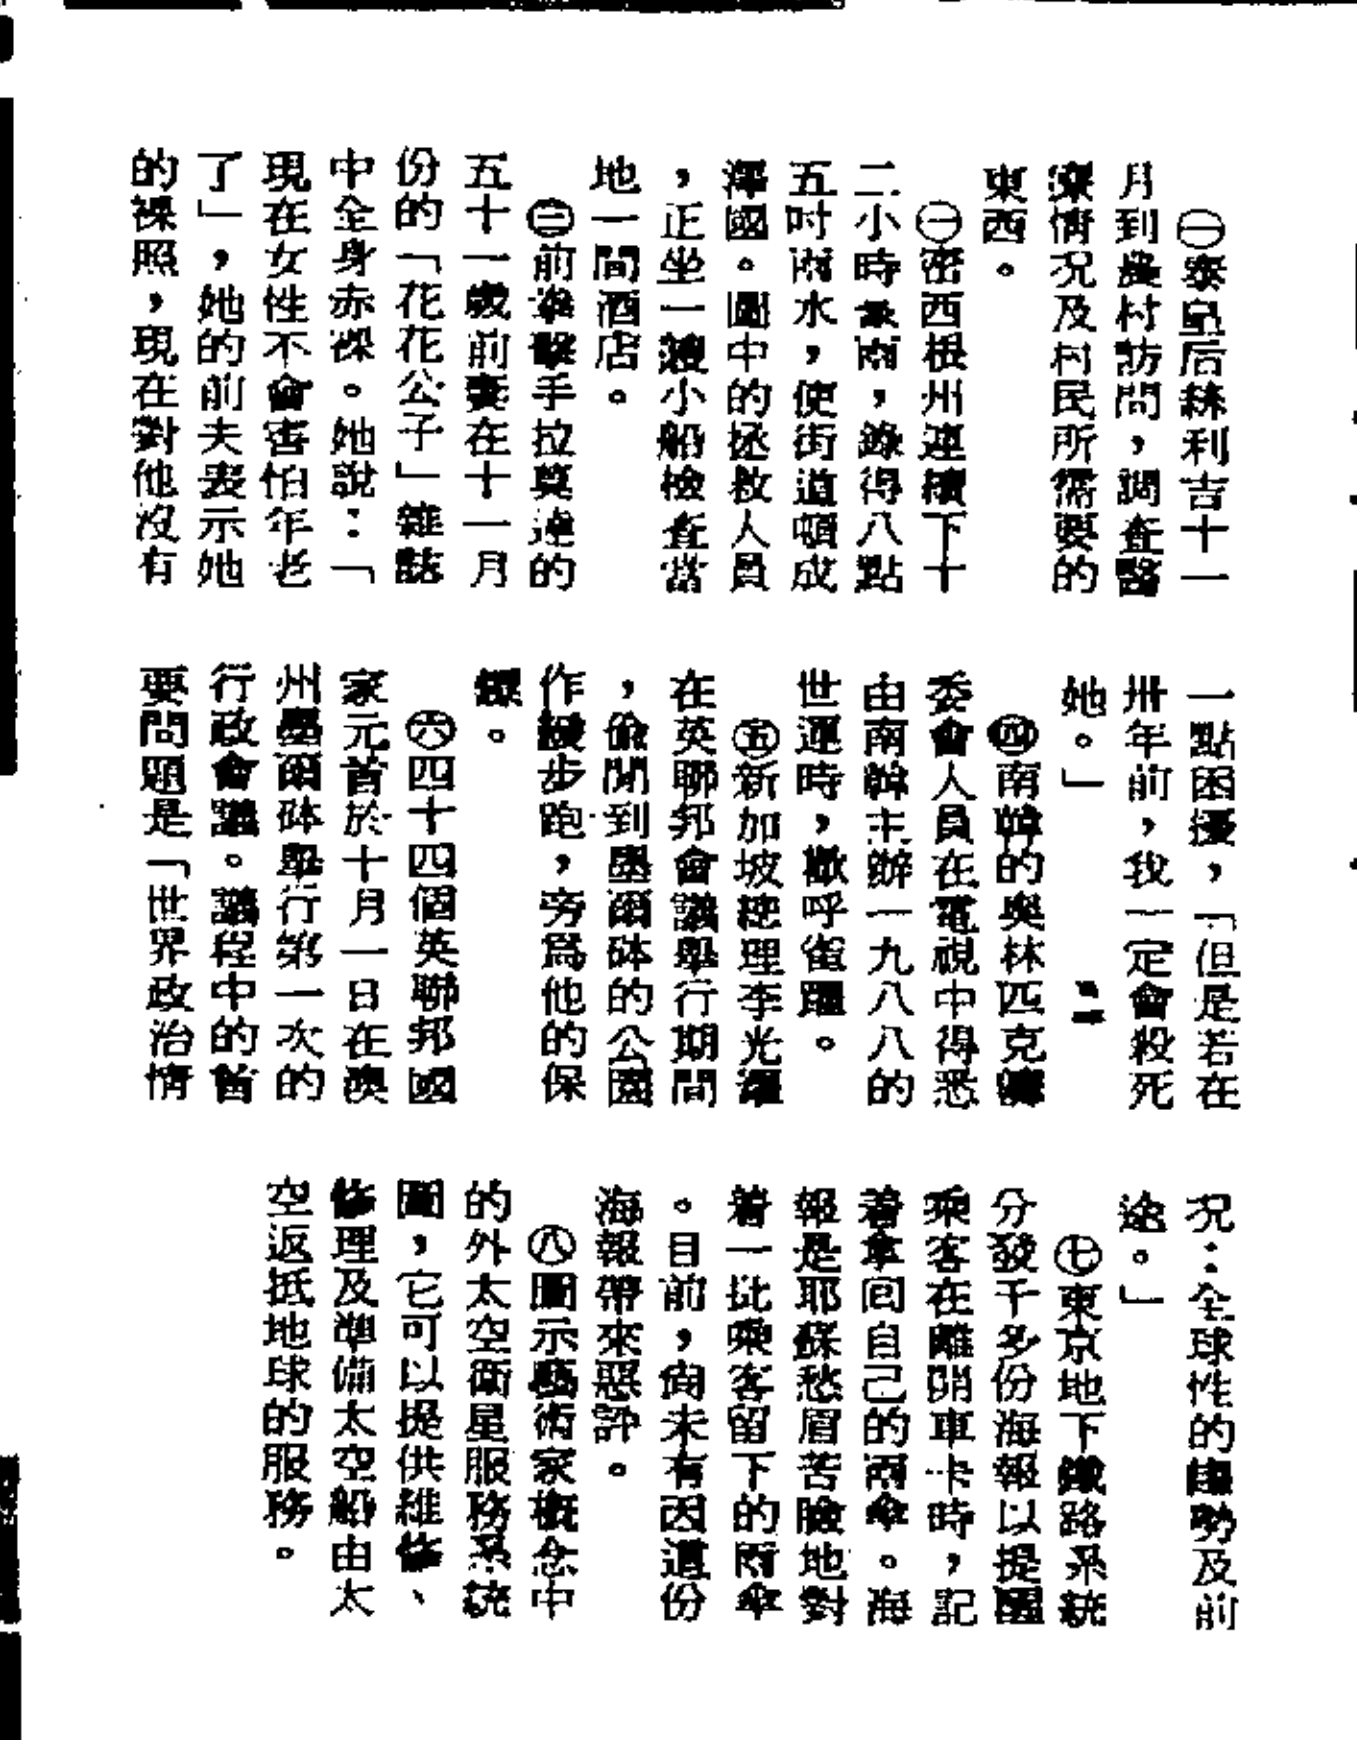 ㊀泰皇后絲利吉十一
月到農村訪問，調查醫
藥情況及村民所需要的
東西。
㊀密西根州連續下十
二小時豪雨，錄得八點
五吋雨水，使街道頓成
澤國。圖中的拯救人員
，正坐一艘小船檢查當
地一間酒店。
㊂前拳擊手拉莫達的
五十一歲前妻在十一月
份的「花花公子」雜誌
中全身赤裸。她說：「
現在女性不會害怕年老
了」，她的前夫表示她
的裸照，現在對他沒有
一點困擾，「但是若在
卅年前，我一定會殺死
她。」
㊃南韓的奧林匹克籌
委會人員在電視中得悉
由南韓主辦一九八八的
世運時，歡呼雀躍。
㊄新加坡總理李光耀
在英聯邦會議舉行期間
，偷閒到墨爾砵的公園
作緩步跑，旁為他的保
鏢。
㊅四十四個英聯邦國
家元首於十月一日在澳
州墨爾砵舉行第一次的
行政會議。議程中的首
要問題是「世界政治情
況：全球性的趨勢及前
途。」
㊆東京地下鐵路系統
分發千多份海報以提醒
乘客在離開車卡時，記
着拿回自己的雨傘。海
報是耶穌愁眉苦臉地對
着一批乘客留下的雨傘
。目前，尚未有因這份
海報帶來惡評。
㊇圖示藝術家概念中
的外太空衛星服務系統
圖，它可以提供維修、
修理及準備太空船由太
空返抵地球的服務。